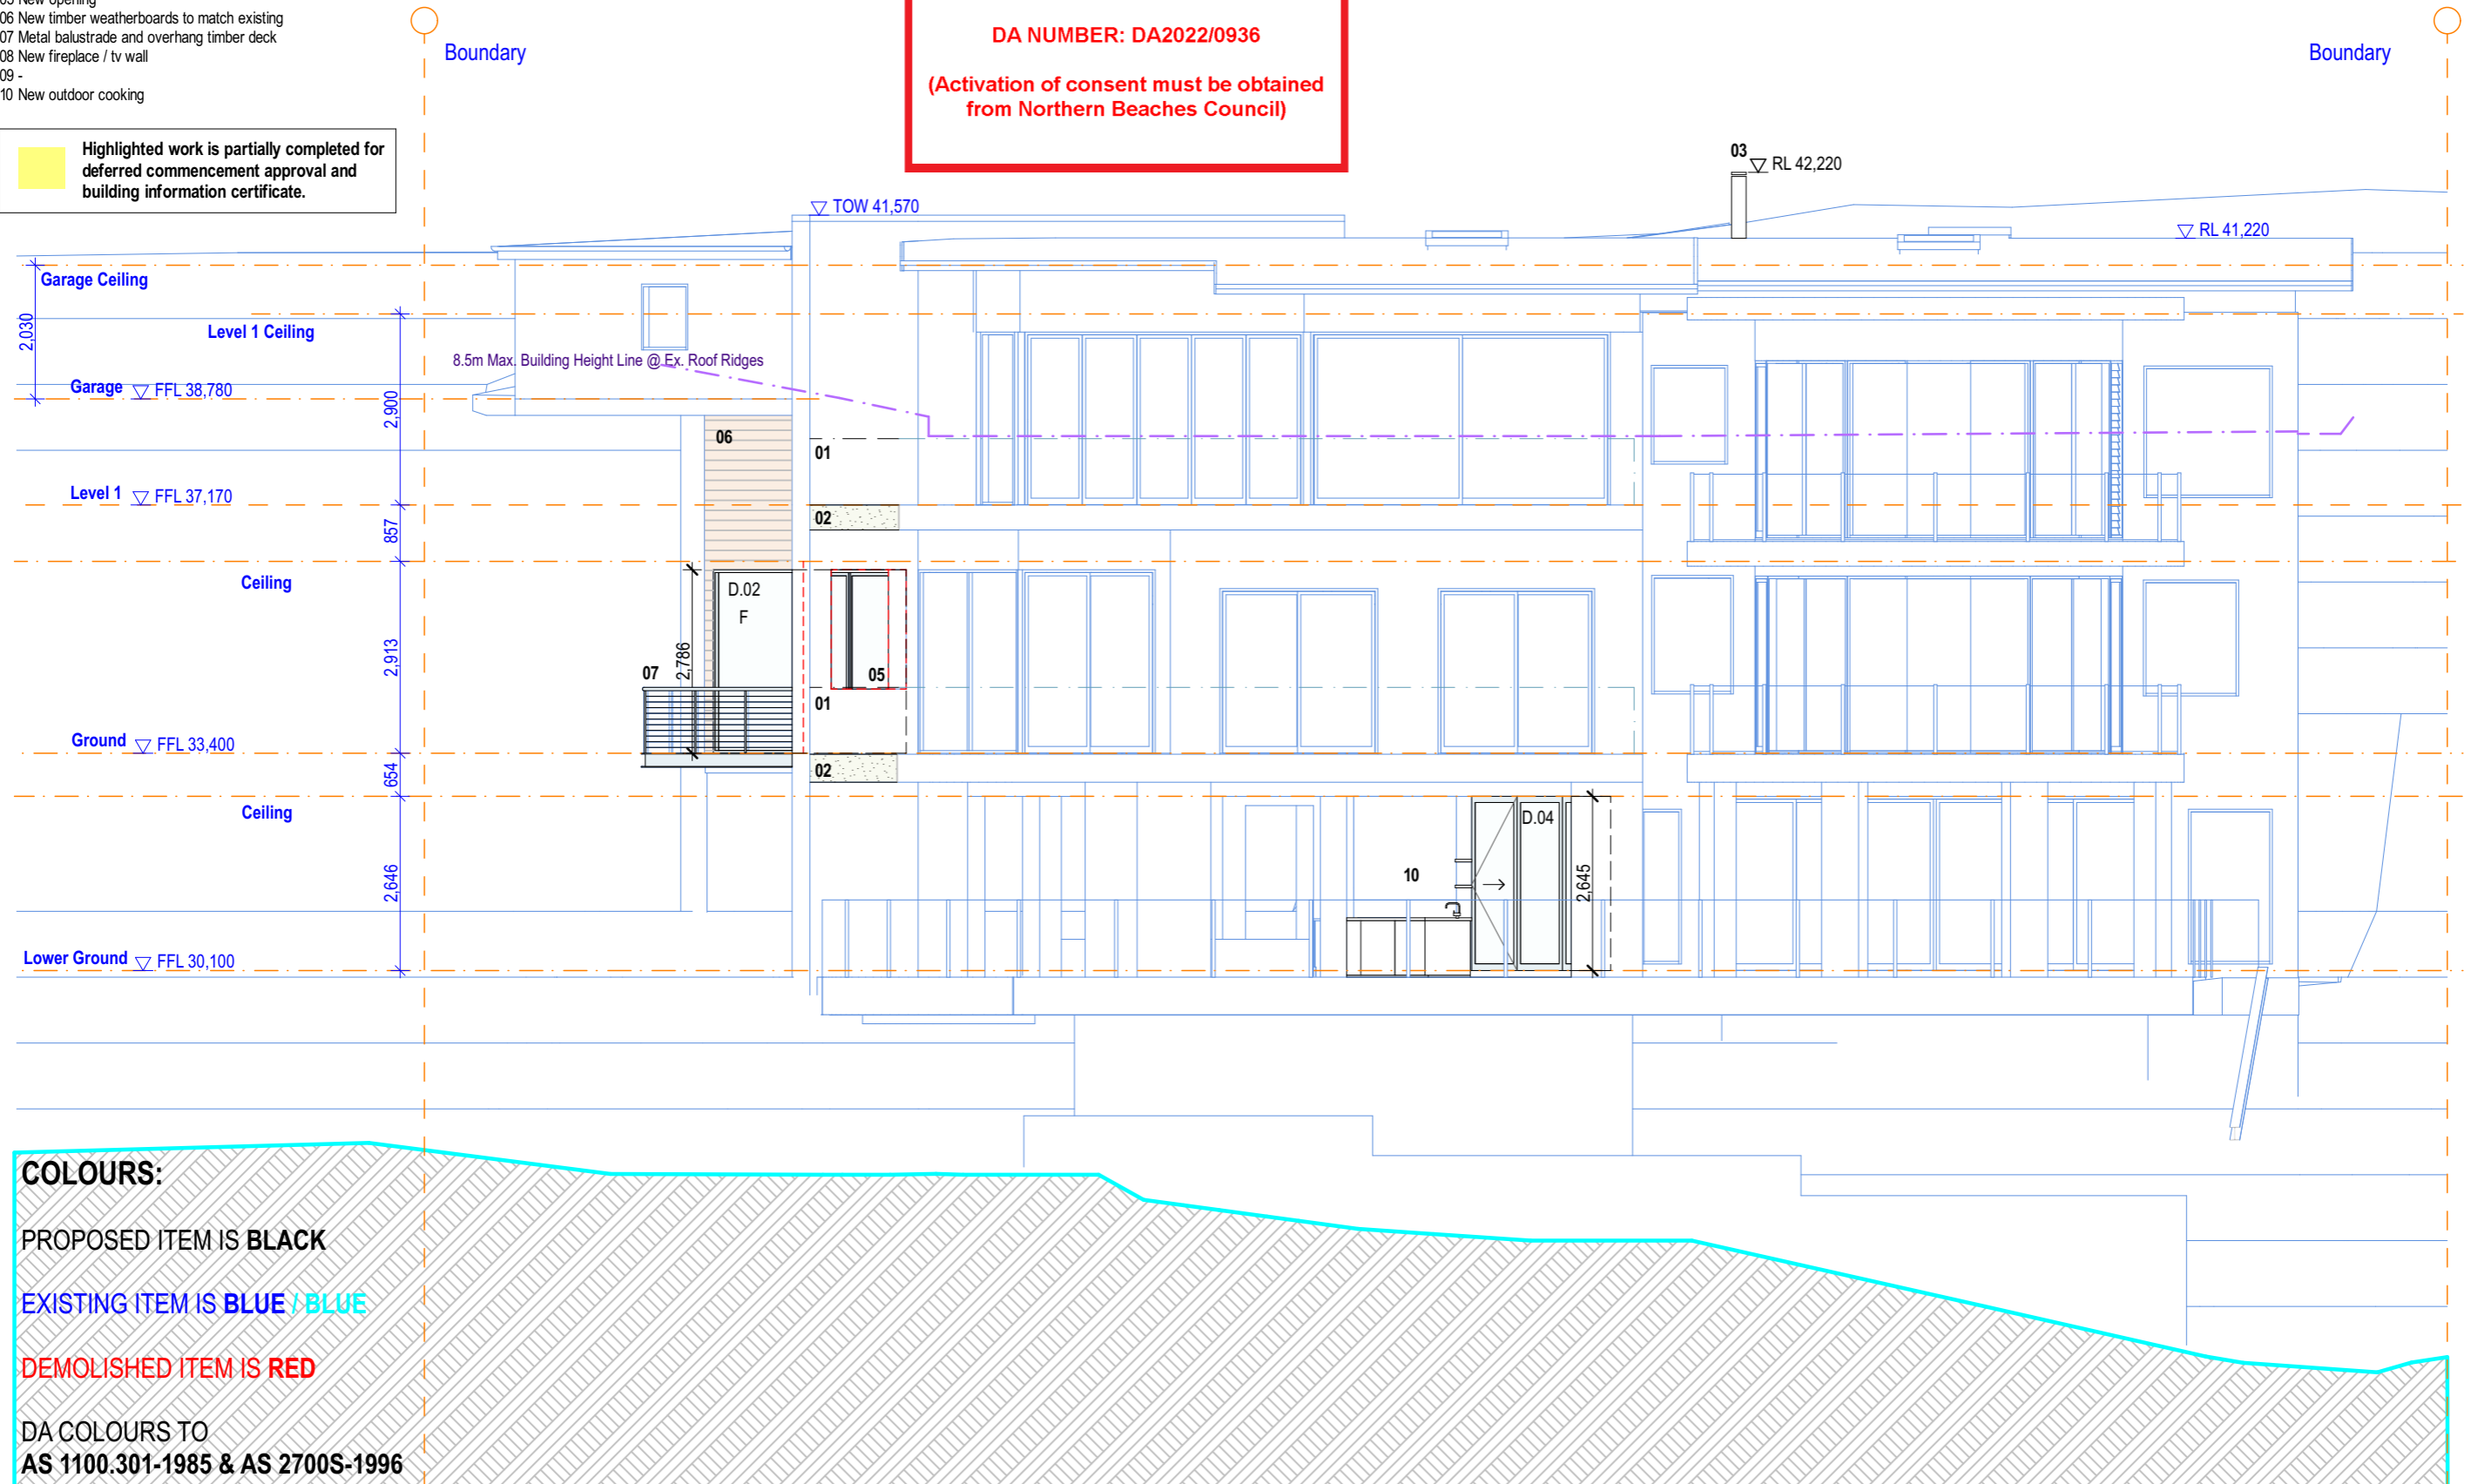 05 New opening
06 New timber weatherboards to match existing
07 Metal balustrade and overhang timber deck
08 New fireplace / tv wall
09 -
10 New outdoor cooking
Boundary
DA NUMBER: DA2022/0936
(Activation of consent must be obtained
from Northern Beaches Council)
Boundary
Highlighted work is partially completed for
deferred commencement approval and
building information certificate.
03
RL 42,220
TOW 41,570
RL 41,220
Garage Ceiling
2,030
Level 1 Ceiling
8.5m Max. Building Height Line @ Ex. Roof Ridges
Garage
FFL 38,780
2,900
06
01
Level 1
FFL 37,170
02
857
Ceiling
D.02
F
2,913
07
2,786
05
01
Ground
FFL 33,400
02
654
Ceiling
D.04
2,646
10
2,645
Lower Ground
FFL 30,100
COLOURS:
PROPOSED ITEM IS BLACK
EXISTING ITEM IS BLUE / BLUE
DEMOLISHED ITEM IS RED
DA COLOURS TO
AS 1100.301-1985 & AS 2700S-1996